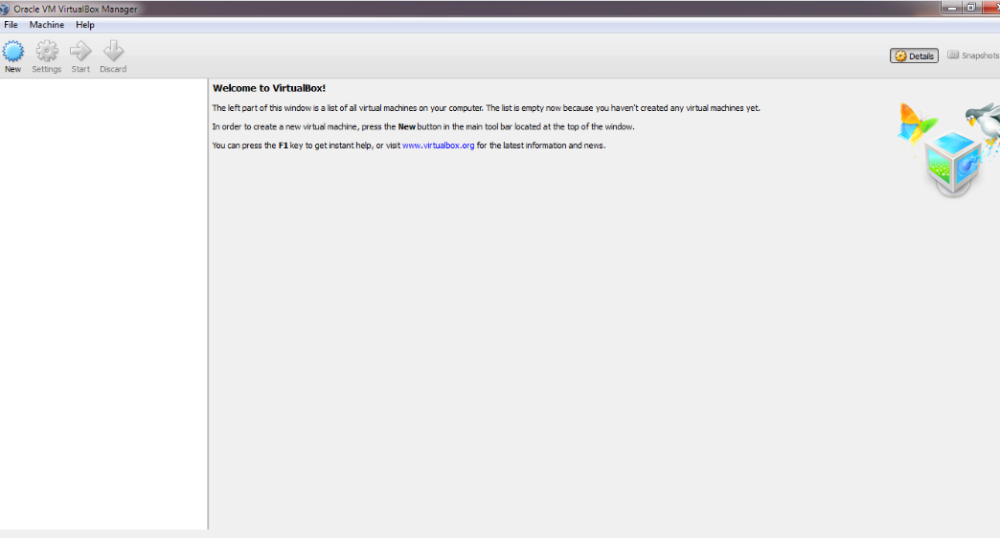 Oracle VM VirtualBox Manager
File Machine Help
New Settings Start Discard
Details Snapshots
Welcome to VirtualBox!
The left part of this window is a list of all virtual machines on your computer. The list is empty now because you haven't created any virtual machines yet.
In order to create a new virtual machine, press the New button in the main tool bar located at the top of the window.
You can press the F1 key to get instant help, or visit www.virtualbox.org for the latest information and news.